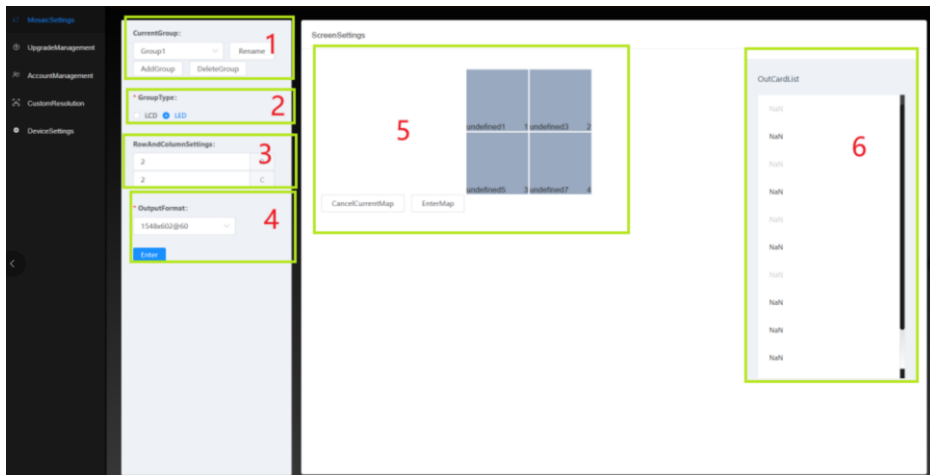 MosaicSettings
UpgradeManagement
AccountManagement
CustomResolution
DeviceSettings
CurrentGroup:
Group1
Rename
1
AddGroup
DeleteGroup
* GroupType:
LCD
LED
2
RowAndColumnSettings:
2
2
C
3
* OutputFormat:
1548x602@60
4
Enter
ScreenSettings
5
undefined1
1
undefined3
2
undefined5
3
undefined7
4
CancelCurrentMap
EnterMap
OutCardList
6
NaN
NaN
NaN
NaN
NaN
NaN
NaN
NaN
NaN
NaN